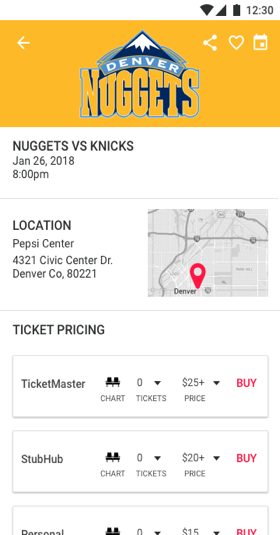 12:30
DENVER
NUGGETS
NUGGETS VS KNICKS
Jan 26, 2018
8:00pm
LOCATION
Pepsi Center
4321 Civic Center Dr.
Denver Co, 80221
Denver
TICKET PRICING
TicketMaster 0 $25+ BUY
CHART TICKETS PRICE
StubHub 0 $20+ BUY
CHART TICKETS PRICE
Personal 0 $15 BUY